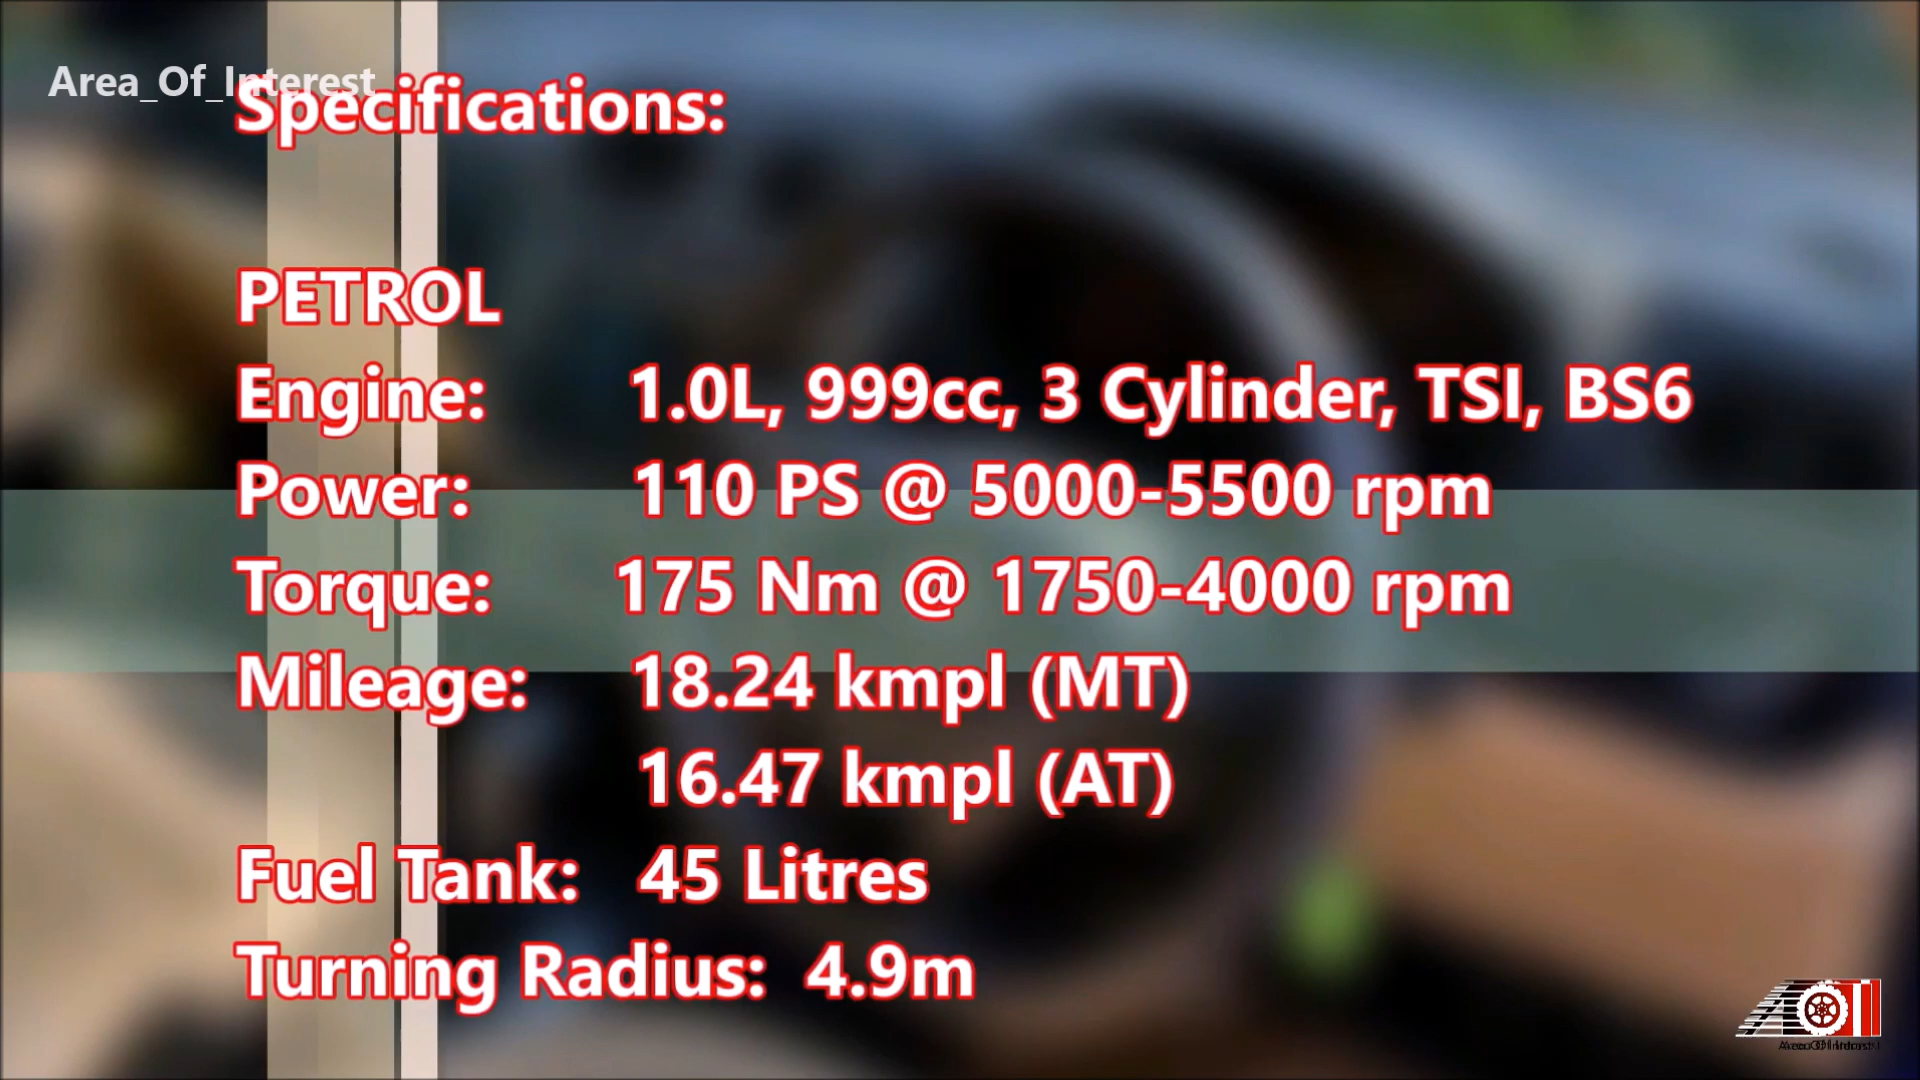 Area_Of_Interest
Specifications:
PETROL
Engine: 1.0L, 999cc, 3 Cylinder, TSI, BS6
Power: 110 PS @ 5000-5500 rpm
Torque: 175 Nm @ 1750-4000 rpm
Mileage: 18.24 kmpl (MT)
16.47 kmpl (AT)
Fuel Tank: 45 Litres
Turning Radius: 4.9m
AOI